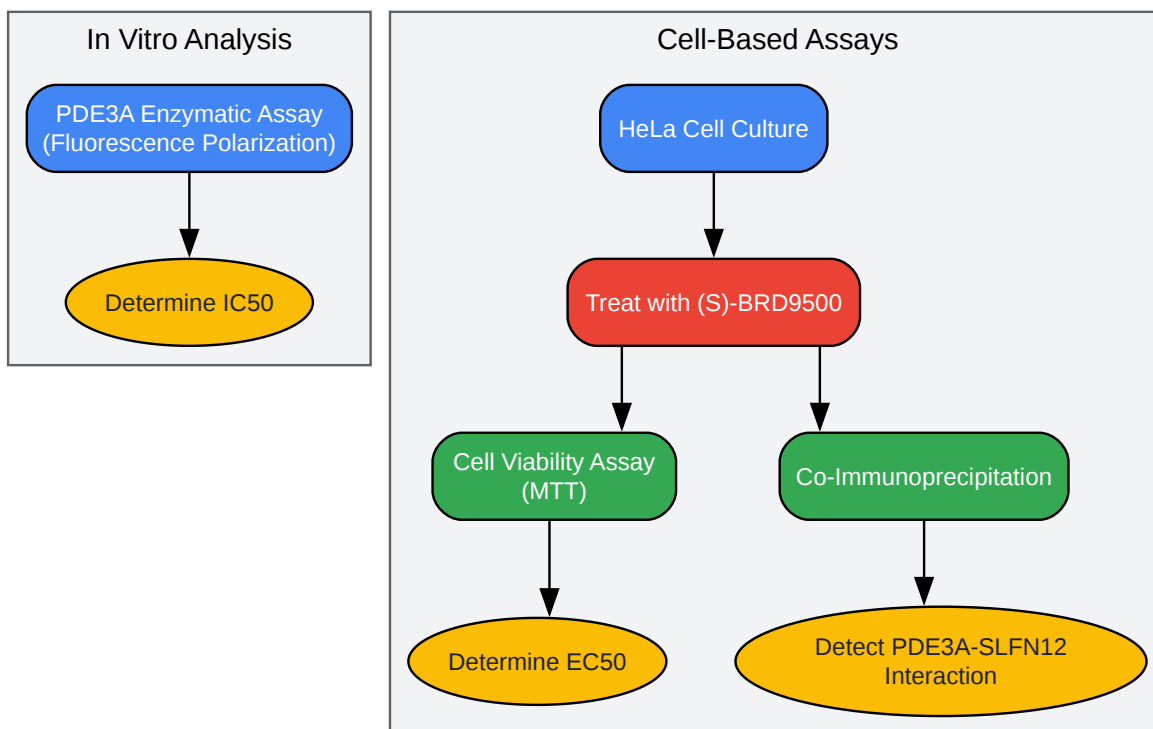 In Vitro Analysis
PDE3A Enzymatic Assay
(Fluorescence Polarization)
Determine IC50
Cell-Based Assays
HeLa Cell Culture
Treat with (S)-BRD9500
Cell Viability Assay
(MTT)
Co-Immunoprecipitation
Determine EC50
Detect PDE3A-SLFN12
Interaction